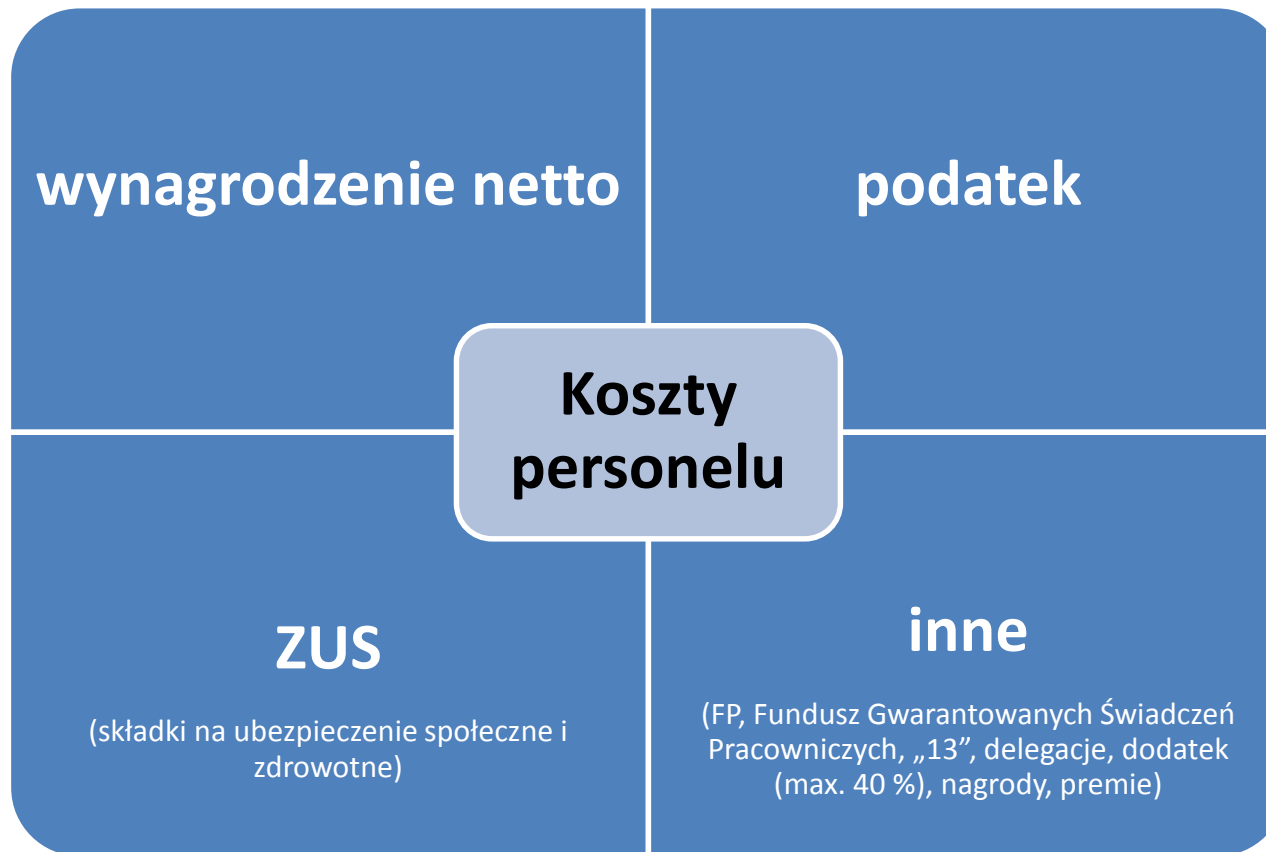 wynagrodzenie netto
podatek
Koszty
personelu
ZUS
(składki na ubezpieczenie społeczne i
zdrowotne)
inne
(FP, Fundusz Gwarantowanych Świadczeń
Pracowniczych, „13”, delegacje, dodatek
(max. 40 %), nagrody, premie)